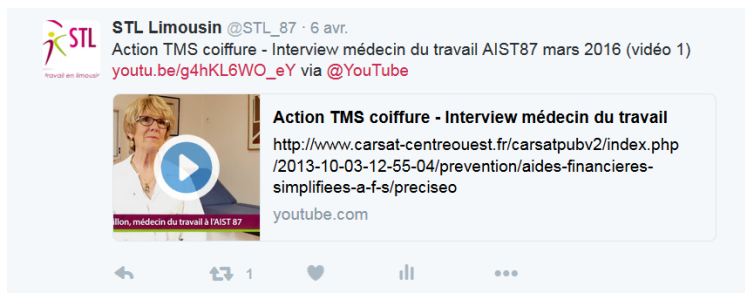 STL
travail en limousin
STL Limousin @STL_87 · 6 avr.
Action TMS coiffure - Interview médecin du travail AIST87 mars 2016 (vidéo 1)
youtu.be/g4hKL6WO_eY via @YouTube
Action TMS coiffure - Interview médecin du travail
http://www.carsat-centreouest.fr/carsatpubv2/index.php
/2013-10-03-12-55-04/prevention/aides-financieres-
simplifiees-a-f-s/preciseo
youtube.com
illon, médecin du travail à l'AIST 87
1